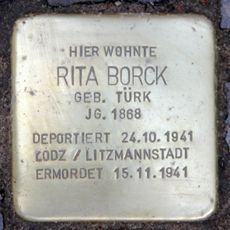 HIER WOHNTE
RITA BORCK
GEB. TÜRK
JG. 1868
DEPORTIERT 24.10.1941
ŁODZ / LITZMANNSTADT
ERMORDET 15.11.1941